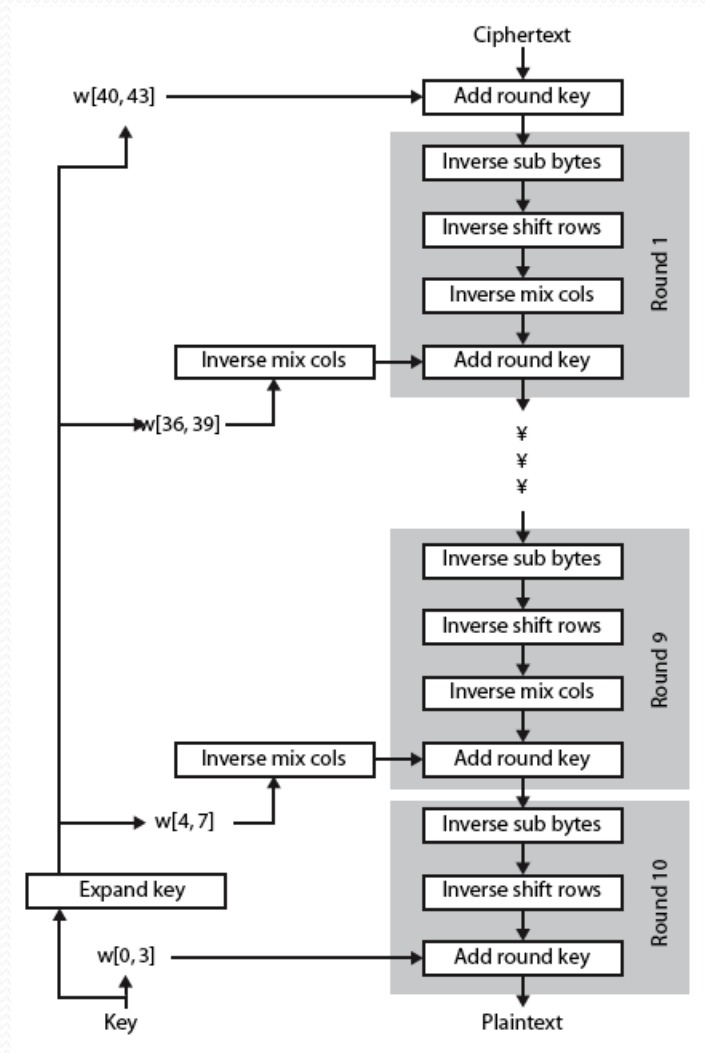 Ciphertext
w[40, 43]
Add round key
Inverse sub bytes
Inverse shift rows
Inverse mix cols
Inverse mix cols
Add round key
Round 1
w[36, 39]
¥
¥
¥
Inverse sub bytes
Inverse shift rows
Inverse mix cols
Inverse mix cols
Add round key
Round 9
w[4, 7]
Inverse sub bytes
Expand key
Inverse shift rows
w[0, 3]
Add round key
Round 10
Key
Plaintext